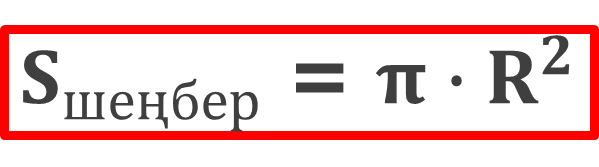 Sшеңбер = π · R²